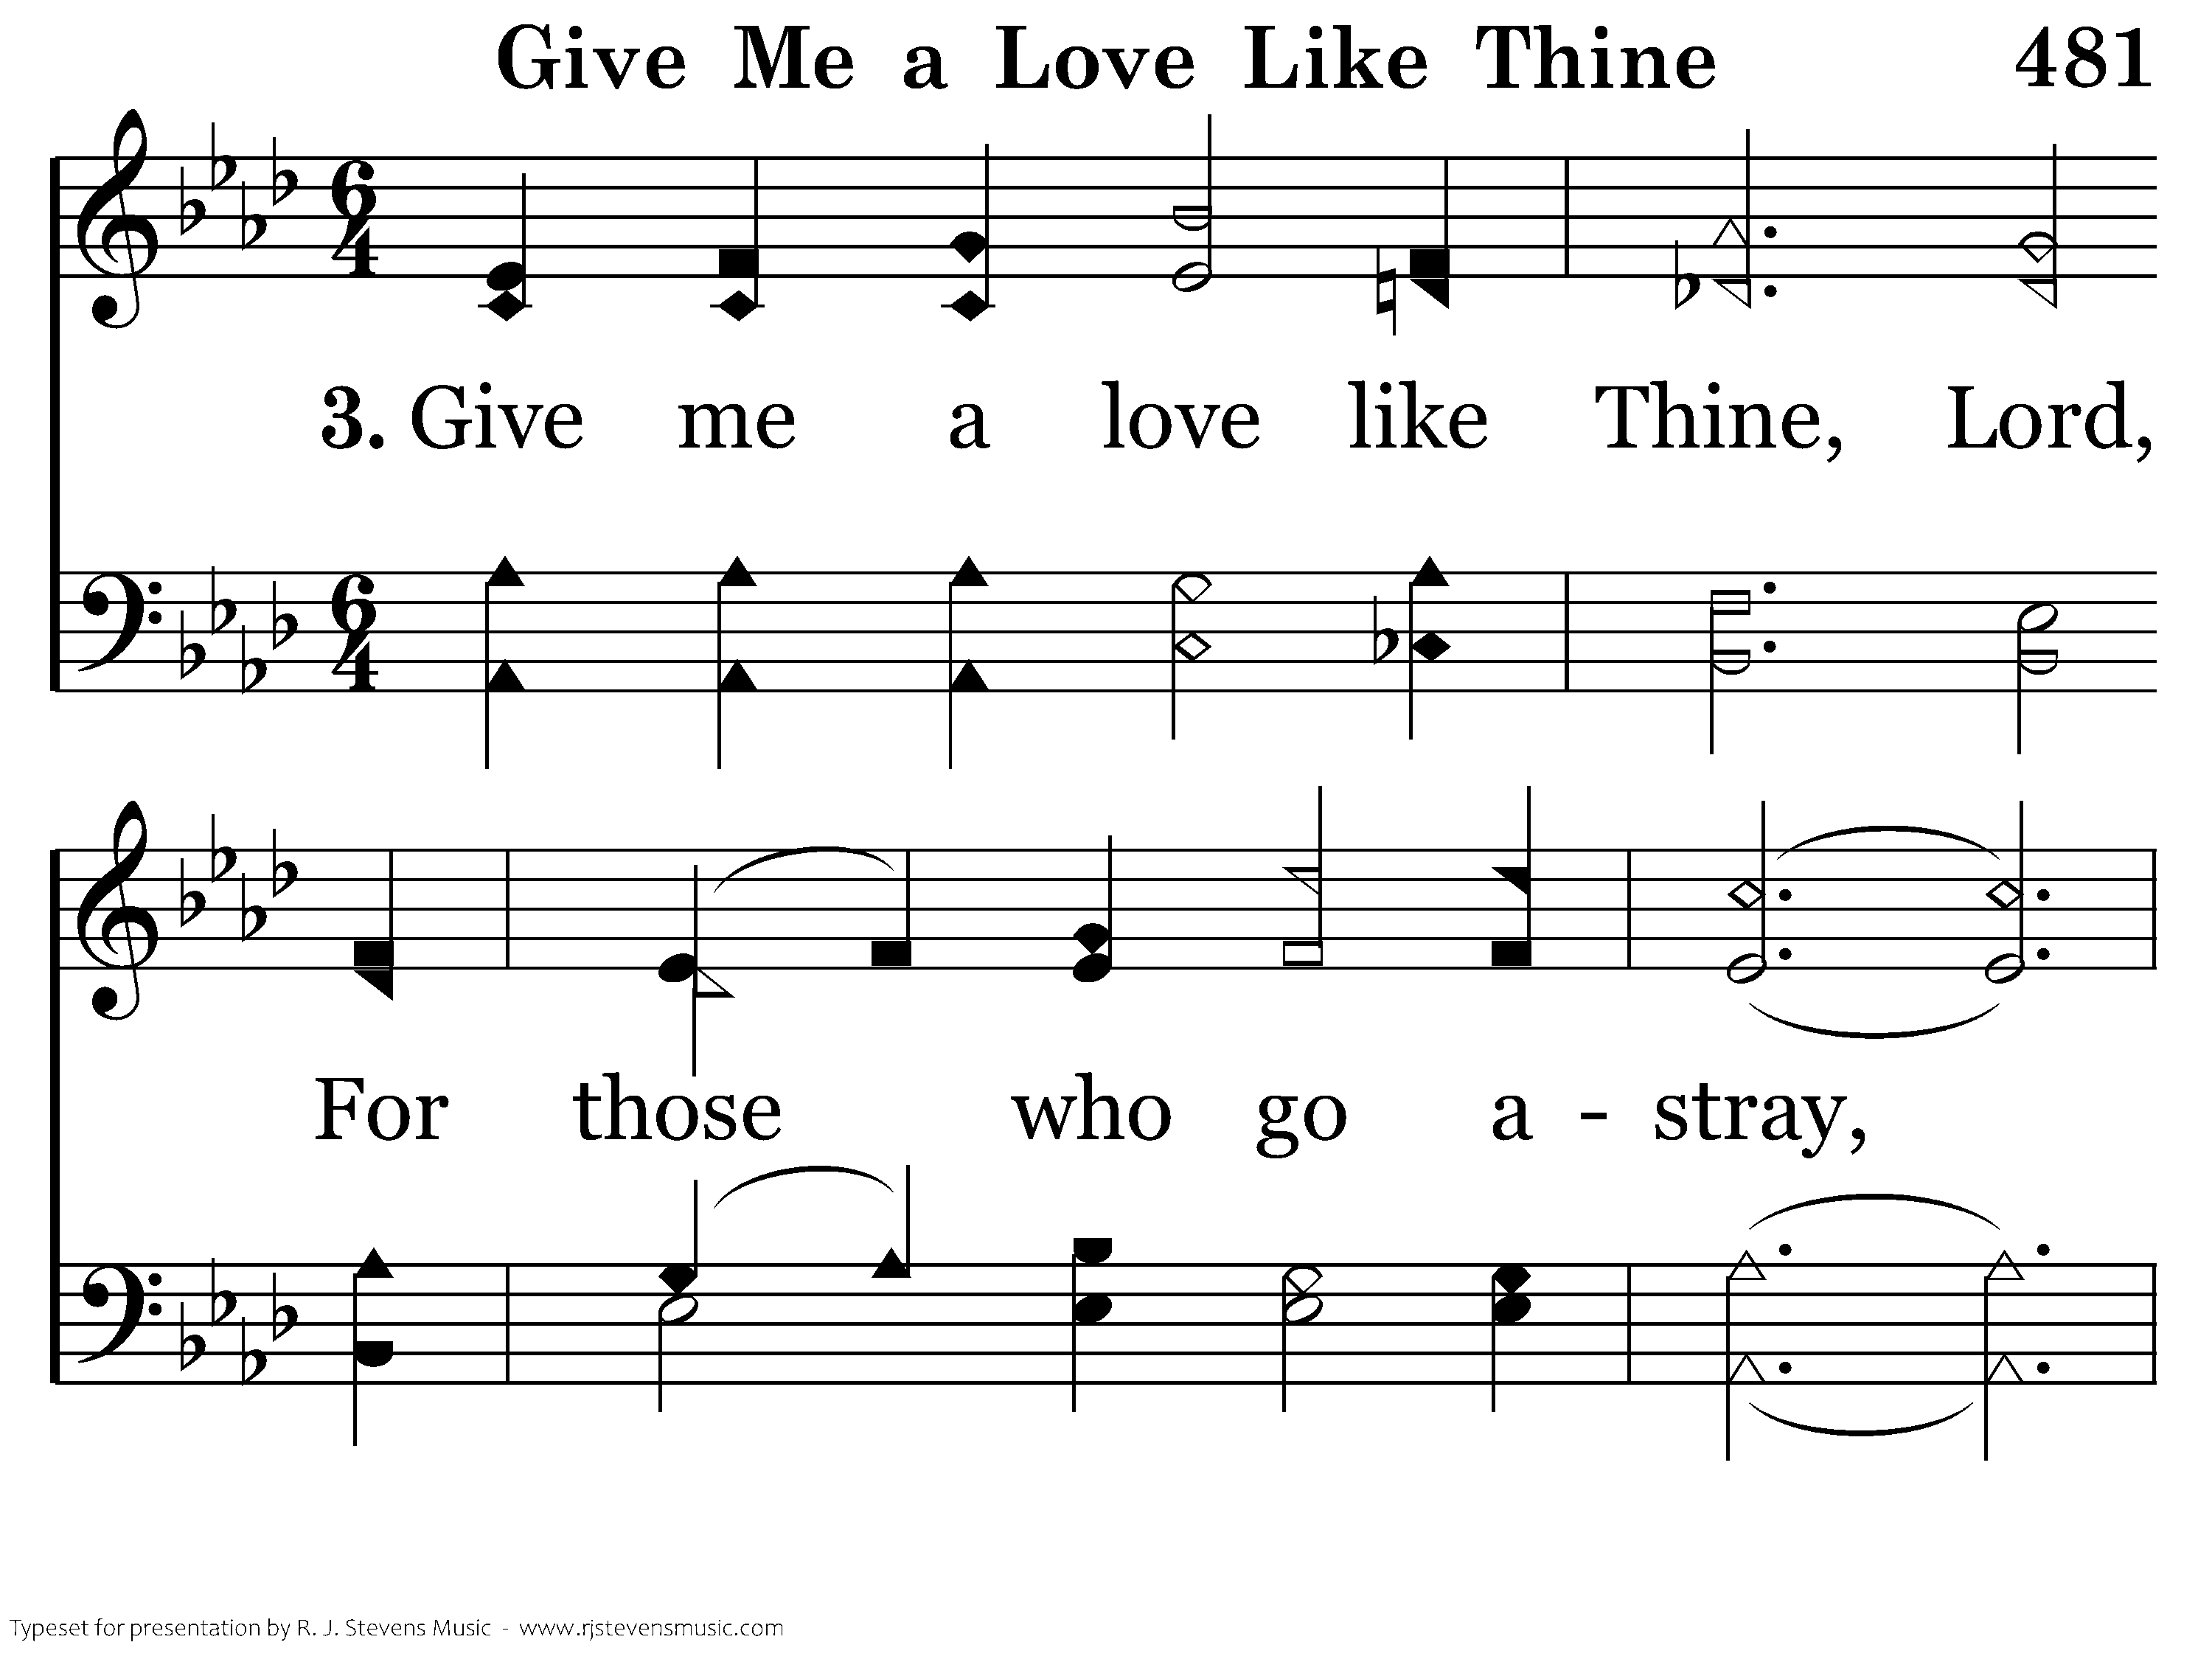 Give Me a Love Like Thine 481
6 4
3. Give me a love like Thine, Lord,
6 4
For those who go a - stray,
Typeset for presentation by R. J. Stevens Music - www.rjstevensmusic.com